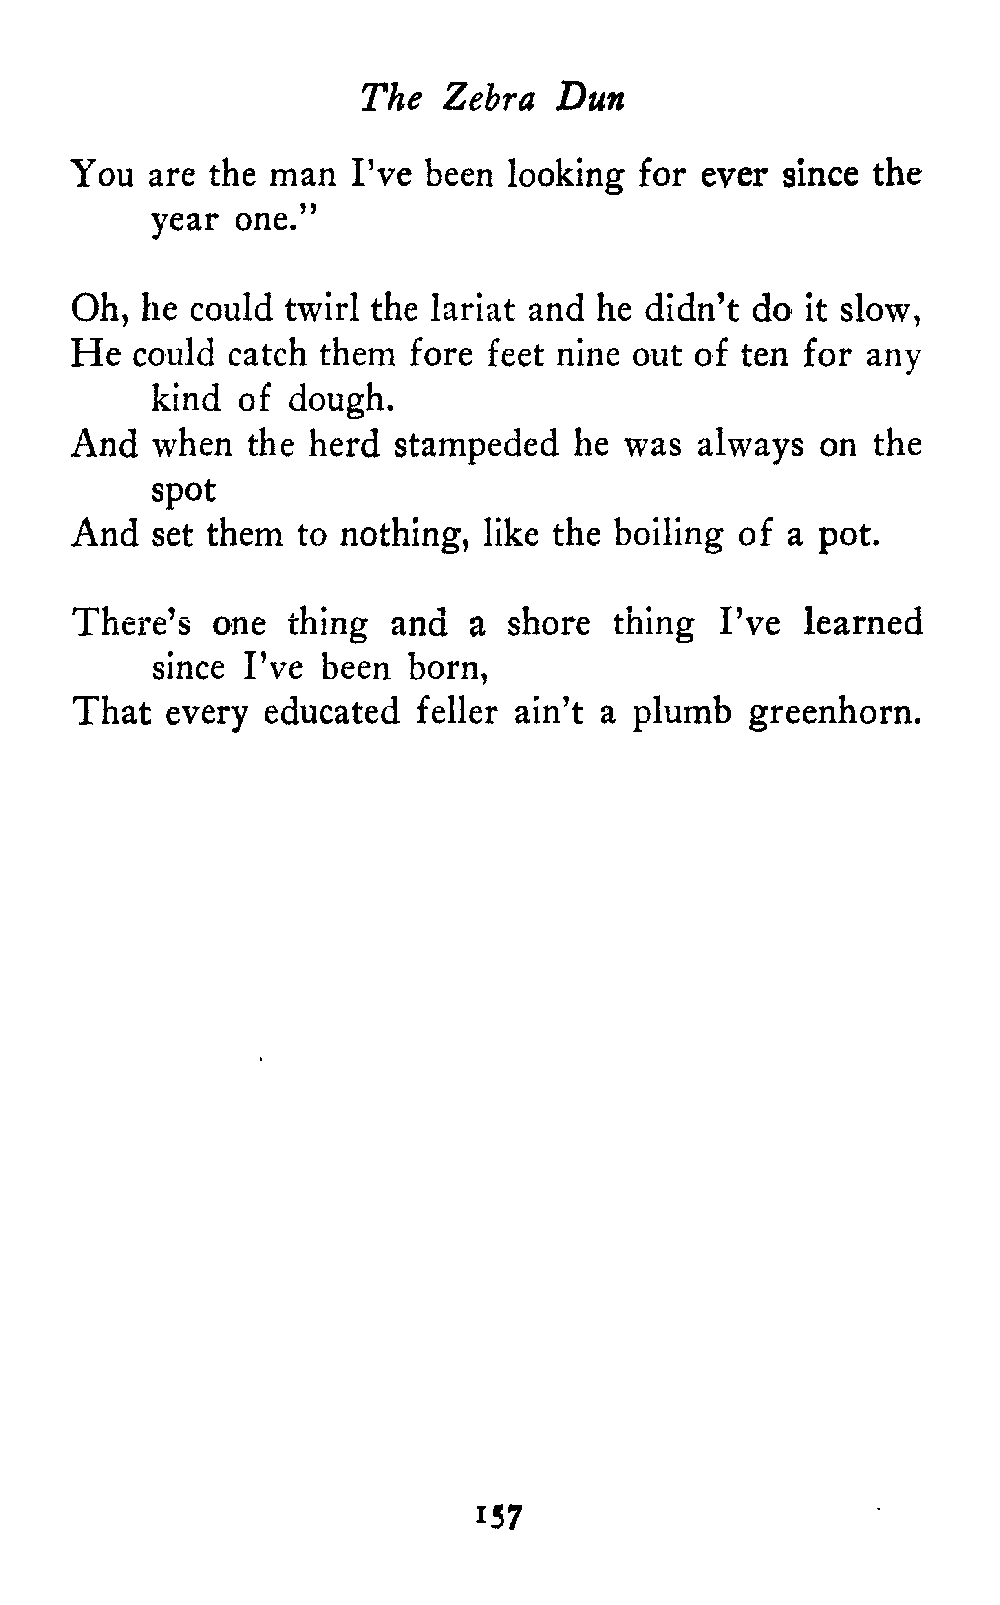 The Zebra Dun
You are the man I've been looking for ever since the
year one."
Oh, he could twirl the lariat and he didn't do it slow,
He could catch them fore feet nine out of ten for any
kind of dough.
And when the herd stampeded he was always on the
spot
And set them to nothing, like the boiling of a pot.
There's one thing and a shore thing I've learned
since I've been born,
That every educated feller ain't a plumb greenhorn.
157